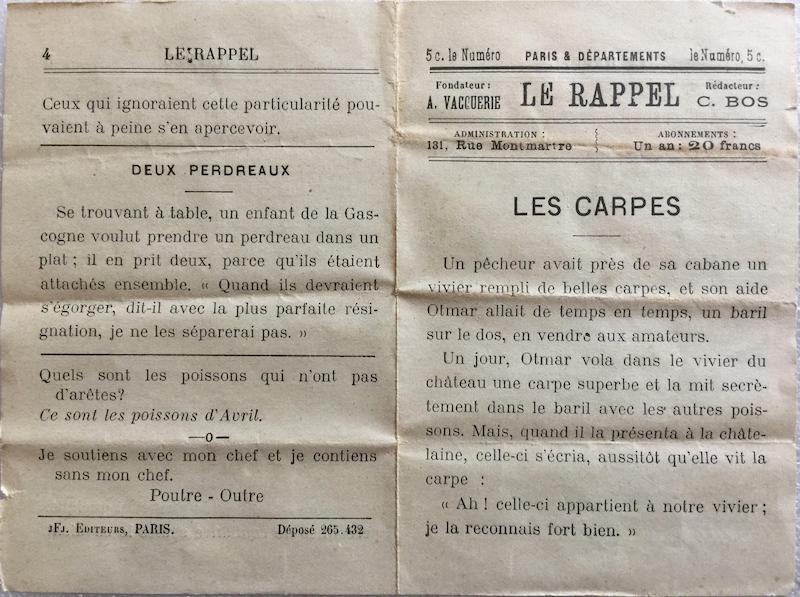 4 LE RAPPEL
Ceux qui ignoraient cette particularité pou-
vaient à peine s'en apercevoir.
DEUX PERDREAUX
Se trouvant à table, un enfant de la Gas-
cogne voulut prendre un perdreau dans un
plat ; il en prit deux, parce qu'ils étaient
attachés ensemble. « Quand ils devraient
s'égorger, dit-il avec la plus parfaite rési-
gnation, je ne les séparerai pas. »
Quels sont les poissons qui n'ont pas
d'arêtes?
Ce sont les poissons d'Avril.
—o—
Je soutiens avec mon chef et je contiens
sans mon chef.
Poutre - Outre
JFJ. EDITEURS, PARIS. Déposé 265.432
5 c. le Numéro PARIS & DÉPARTEMENTS le Numéro, 5 c.
Fondateur :
A. VACQUERIE
LE RAPPEL
Rédacteur :
C. BOS
ADMINISTRATION :
131, Rue Montmartre
ABONNEMENTS :
Un an : 20 francs
LES CARPES
Un pêcheur avait près de sa cabane un
vivier rempli de belles carpes, et son aide
Otmar allait de temps en temps, un baril
sur le dos, en vendre aux amateurs.
Un jour, Otmar vola dans le vivier du
château une carpe superbe et la mit secrè-
tement dans le baril avec les autres pois-
sons. Mais, quand il la présenta à la châte-
laine, celle-ci s'écria, aussitôt qu'elle vit la
carpe :
« Ah ! celle-ci appartient à notre vivier ;
je la reconnais fort bien. »